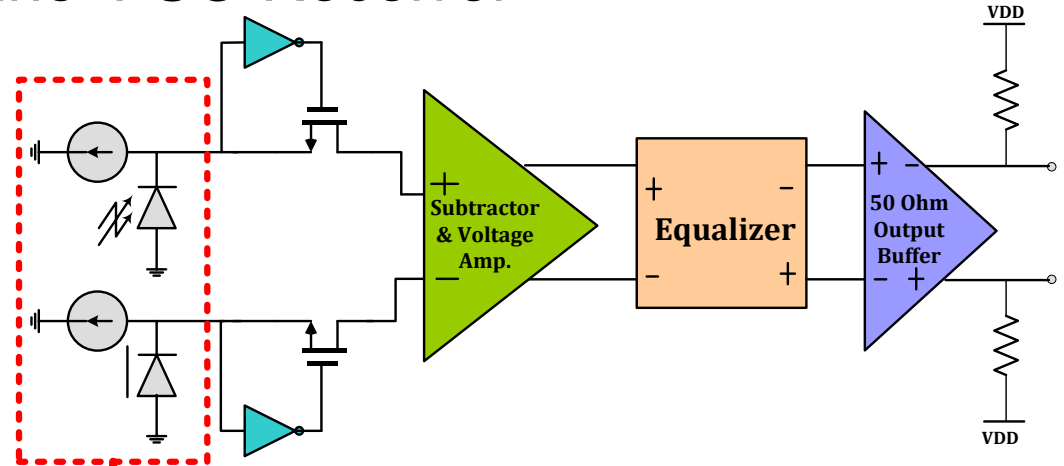 VDD
+
−
Subtractor
& Voltage
Amp.
+ −
Equalizer
− +
+ −
50 Ohm
Output
Buffer
− +
VDD